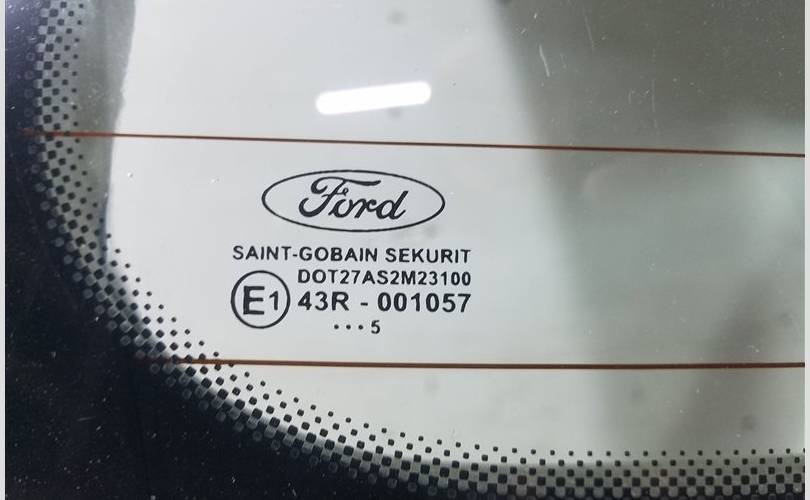 Ford
SAINT-GOBAIN SEKURIT
DOT27AS2M23100
E1 43R - 001057
••• 5